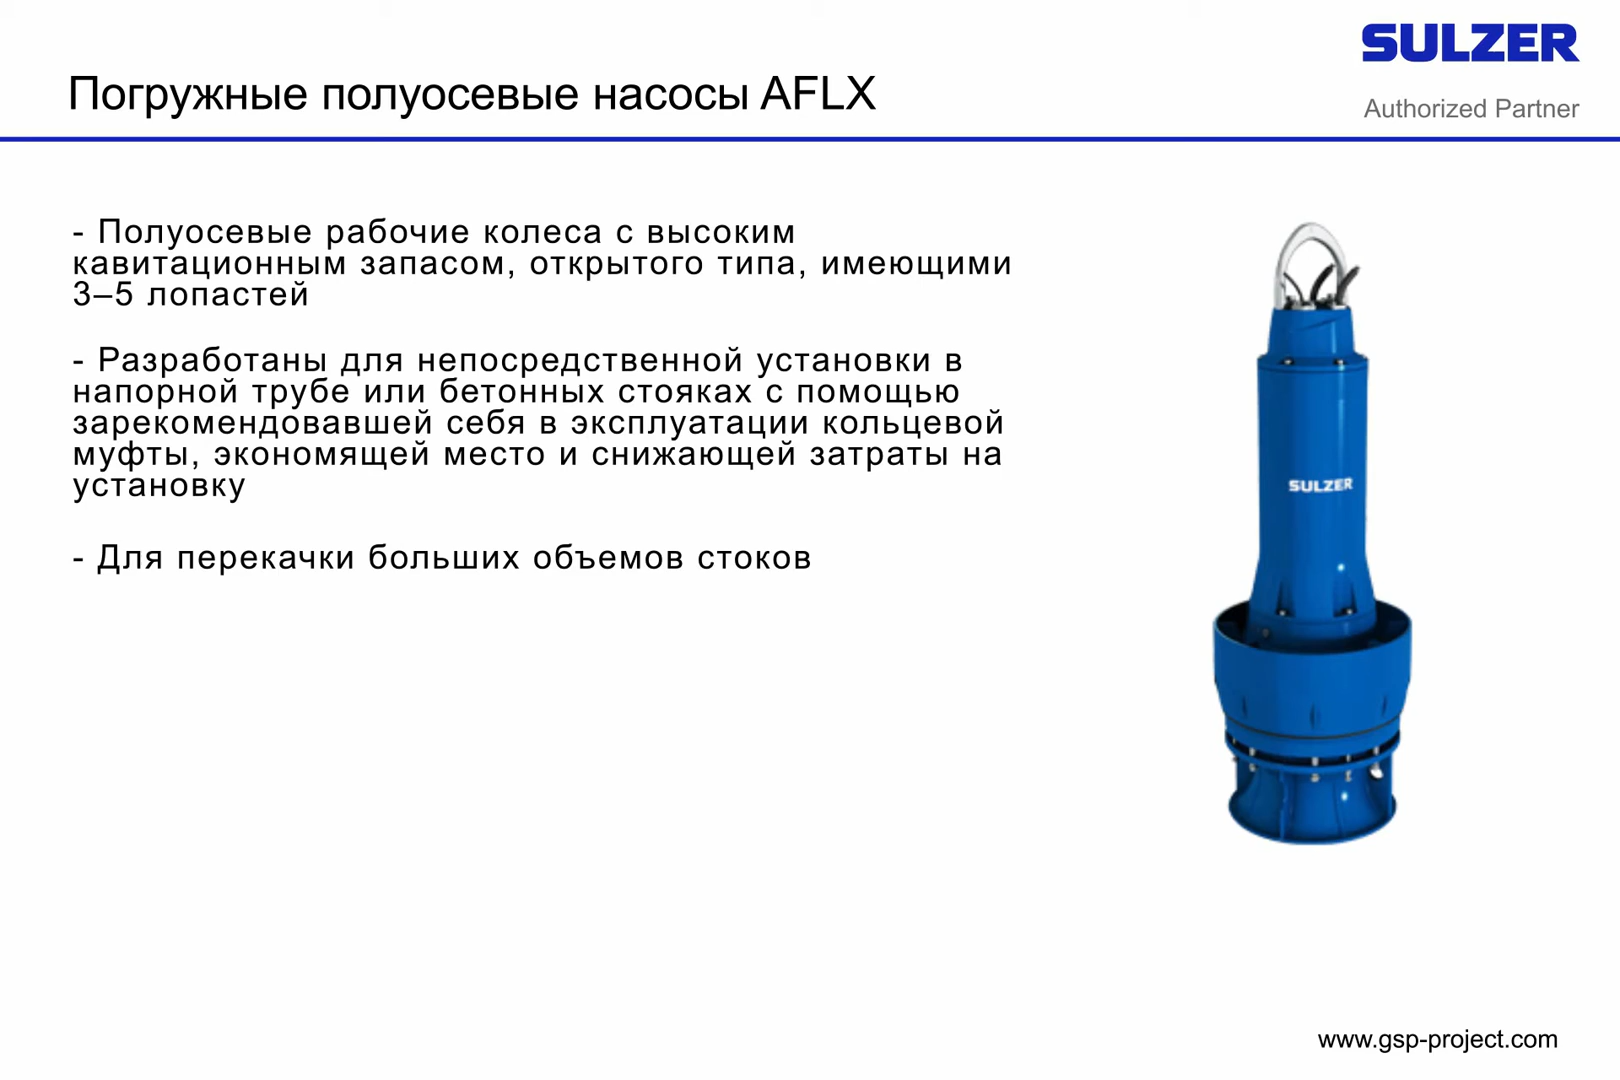 SULZER
Погружные полуосевые насосы AFLX
Authorized Partner
- Полуосевые рабочие колеса с высоким
кавитационным запасом, открытого типа, имеющими
3–5 лопастей
- Разработаны для непосредственной установки в
напорной трубе или бетонных стояках с помощью
зарекомендовавшей себя в эксплуатации кольцевой
муфты, экономящей место и снижающей затраты на
установку
- Для перекачки больших объемов стоков
SULZER
www.gsp-project.com